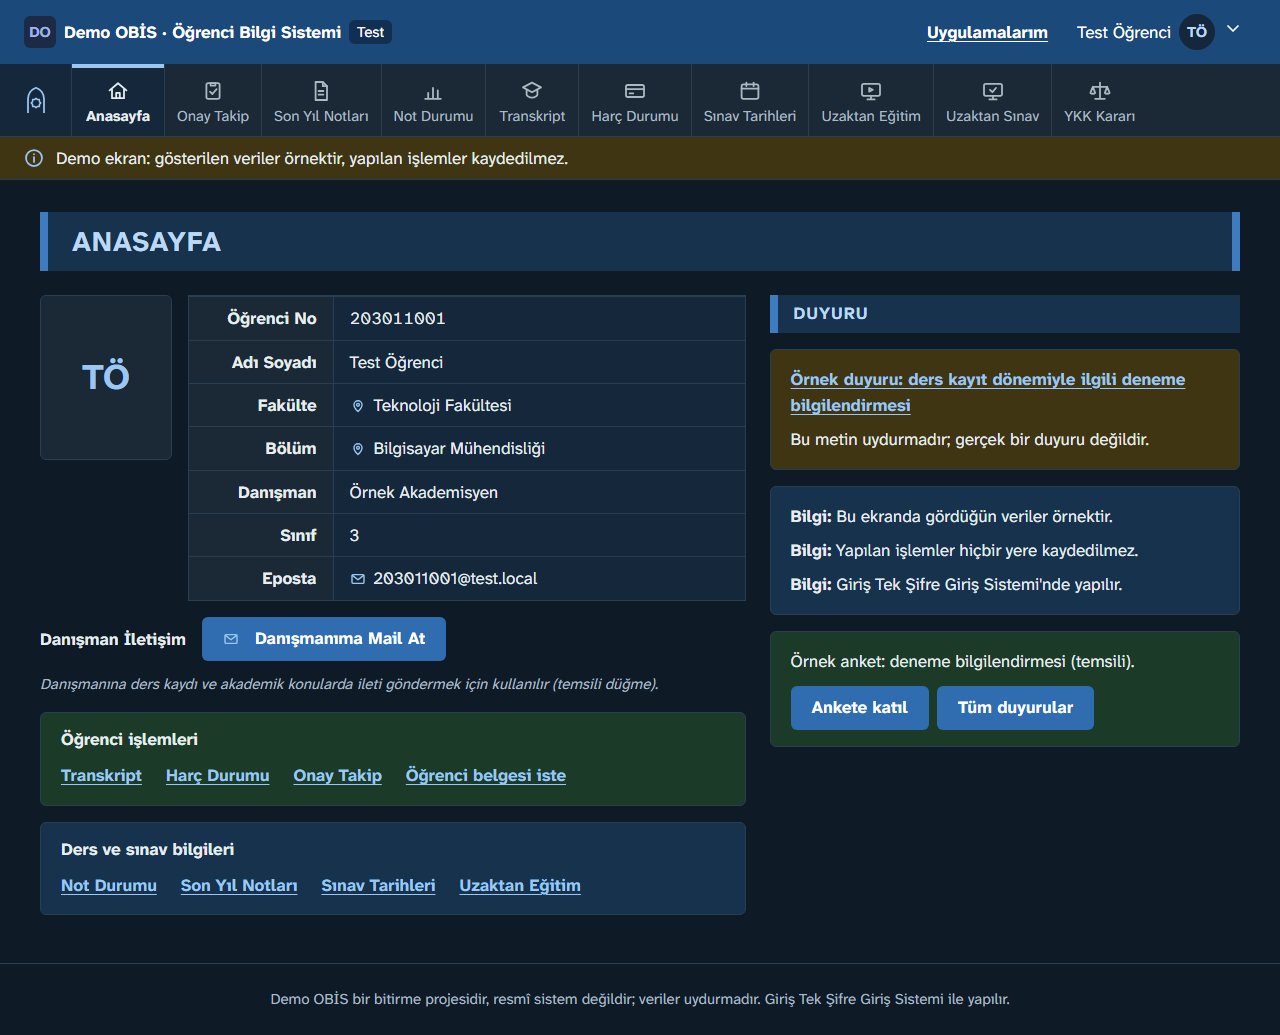 DO Demo OBİS · Öğrenci Bilgi Sistemi Test
Uygulamalarım
Test Öğrenci TÖ
Anasayfa
Onay Takip
Son Yıl Notları
Not Durumu
Transkript
Harç Durumu
Sınav Tarihleri
Uzaktan Eğitim
Uzaktan Sınav
YKK Kararı
Demo ekran: gösterilen veriler örnektir, yapılan işlemler kaydedilmez.
ANASAYFA
TÖ
Öğrenci No 203011001
Adı Soyadı Test Öğrenci
Fakülte Teknoloji Fakültesi
Bölüm Bilgisayar Mühendisliği
Danışman Örnek Akademisyen
Sınıf 3
Eposta 203011001@test.local
Danışman İletişim Danışmanıma Mail At
Danışmanına ders kaydı ve akademik konularda ileti göndermek için kullanılır (temsili düğme).
Öğrenci işlemleri
Transkript Harç Durumu Onay Takip Öğrenci belgesi iste
Ders ve sınav bilgileri
Not Durumu Son Yıl Notları Sınav Tarihleri Uzaktan Eğitim
DUYURU
Örnek duyuru: ders kayıt dönemiyle ilgili deneme
bilgilendirmesi
Bu metin uydurmadır; gerçek bir duyuru değildir.
Bilgi: Bu ekranda gördüğün veriler örnektir.
Bilgi: Yapılan işlemler hiçbir yere kaydedilmez.
Bilgi: Giriş Tek Şifre Giriş Sistemi'nde yapılır.
Örnek anket: deneme bilgilendirmesi (temsili).
Ankete katıl Tüm duyurular
Demo OBİS bir bitirme projesidir, resmî sistem değildir; veriler uydurmadır. Giriş Tek Şifre Giriş Sistemi ile yapılır.